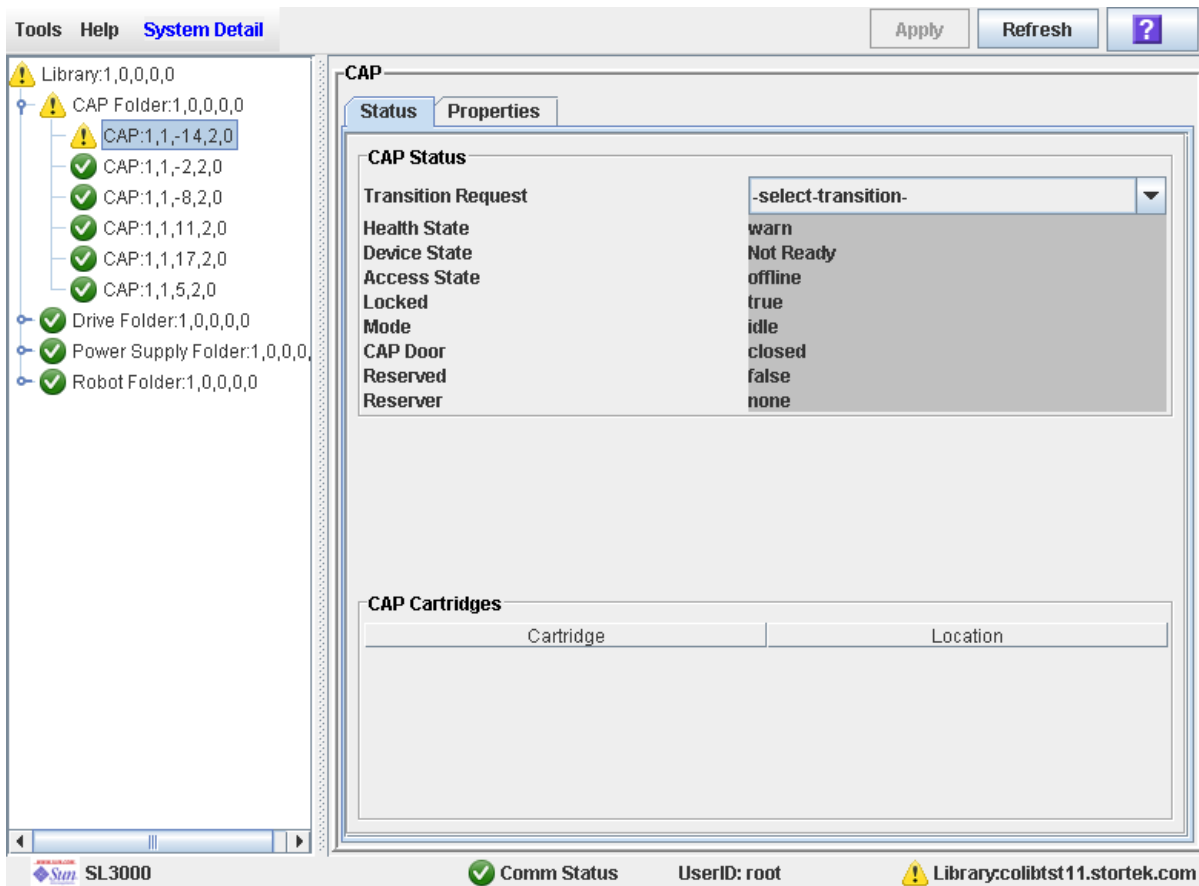 Tools Help System Detail Apply Refresh ?
Library:1,0,0,0,0
CAP Folder:1,0,0,0,0
CAP:1,1,-14,2,0
CAP:1,1,-2,2,0
CAP:1,1,-8,2,0
CAP:1,1,11,2,0
CAP:1,1,17,2,0
CAP:1,1,5,2,0
Drive Folder:1,0,0,0,0
Power Supply Folder:1,0,0,0,
Robot Folder:1,0,0,0,0
CAP
Status Properties
CAP Status
Transition Request -select-transition-
Health State warn
Device State Not Ready
Access State offline
Locked true
Mode idle
CAP Door closed
Reserved false
Reserver none
CAP Cartridges
Cartridge Location
Sun SL3000 Comm Status UserID: root Library:colibtst11.stortek.com